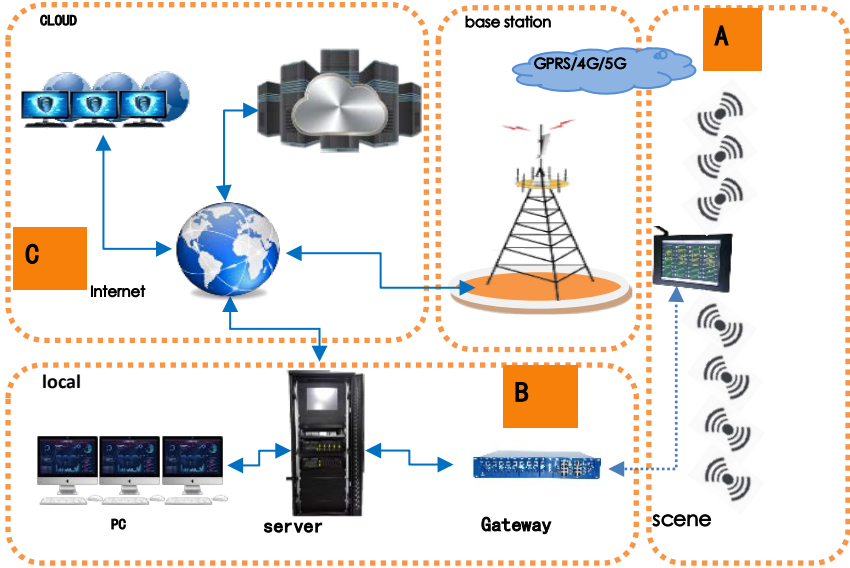 CLOUD
base station
A
GPRS/4G/5G
C
Internet
local
B
PC
server
Gateway
scene